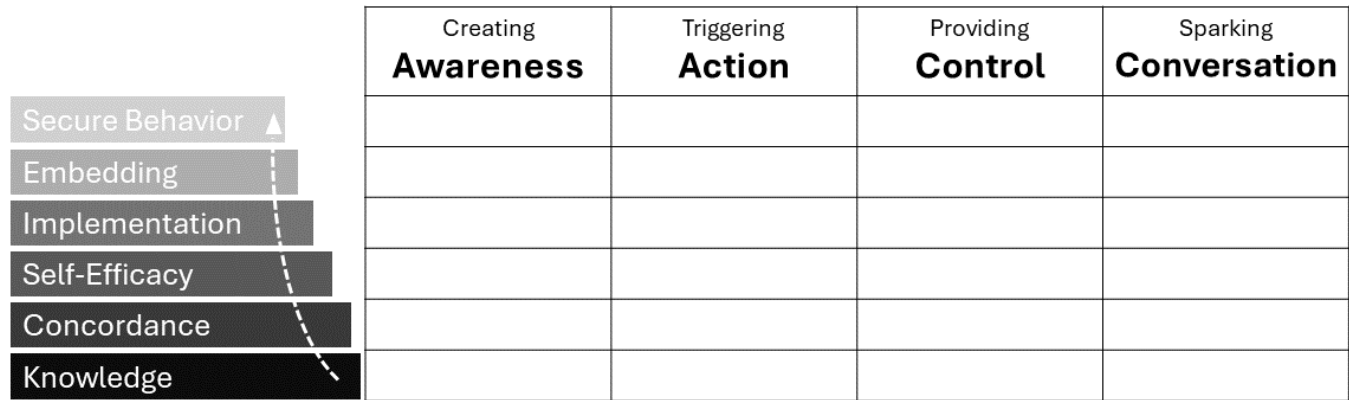 Creating
Awareness
Triggering
Action
Providing
Control
Sparking
Conversation
Secure Behavior
Embedding
Implementation
Self-Efficacy
Concordance
Knowledge